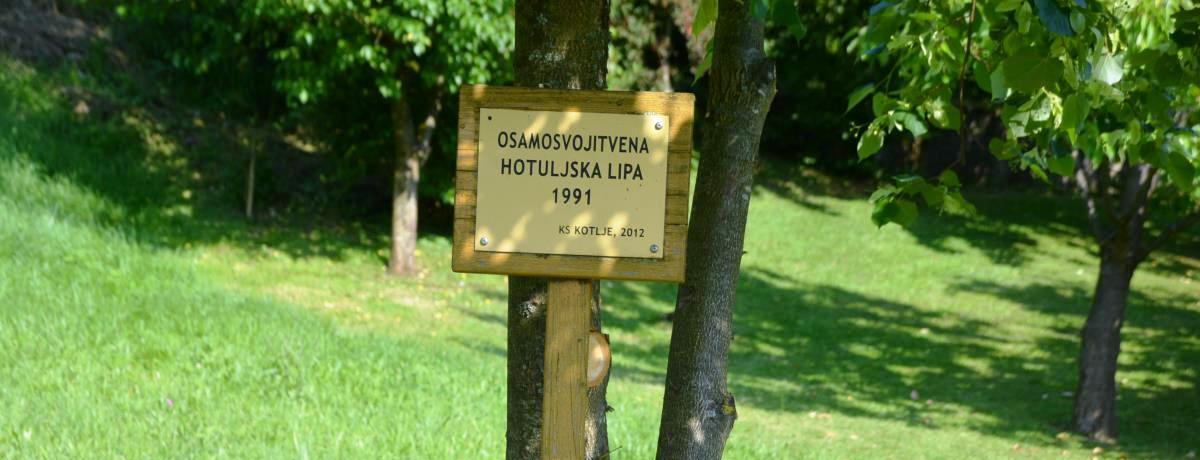 OSAMOSVOJITVENA
HOTULJSKA LIPA
1991
KS KOTLJE, 2012